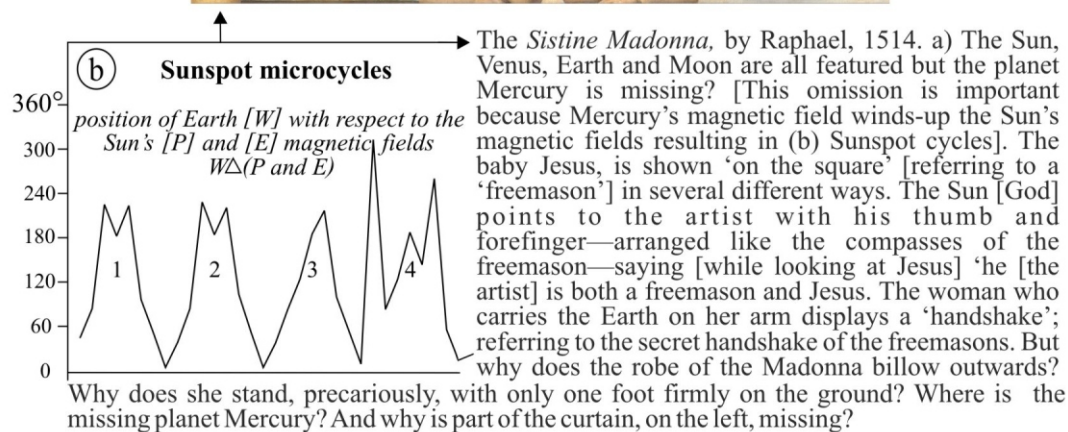 b
Sunspot microcycles
360°
position of Earth [W] with respect to the
Sun's [P] and [E] magnetic fields
W∆(P and E)
300
240
180
120
60
0
1
2
3
4
The Sistine Madonna, by Raphael, 1514. a) The Sun,
Venus, Earth and Moon are all featured but the planet
Mercury is missing? [This omission is important
because Mercury's magnetic field winds-up the Sun's
magnetic fields resulting in (b) Sunspot cycles]. The
baby Jesus, is shown 'on the square' [referring to a
'freemason'] in several different ways. The Sun [God]
points to the artist with his thumb and
forefinger—arranged like the compasses of the
freemason—saying [while looking at Jesus] 'he [the
artist] is both a freemason and Jesus. The woman who
carries the Earth on her arm displays a 'handshake';
referring to the secret handshake of the freemasons. But
why does the robe of the Madonna billow outwards?
Why does she stand, precariously, with only one foot firmly on the ground? Where is the
missing planet Mercury? And why is part of the curtain, on the left, missing?